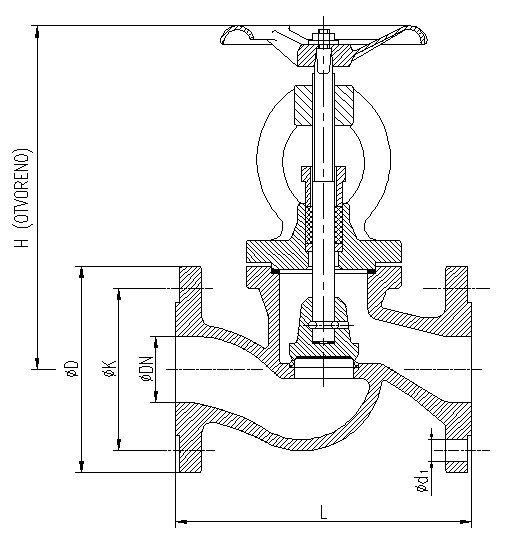 H (OTVORENO)
øD
øK
øDN
ød₁
L